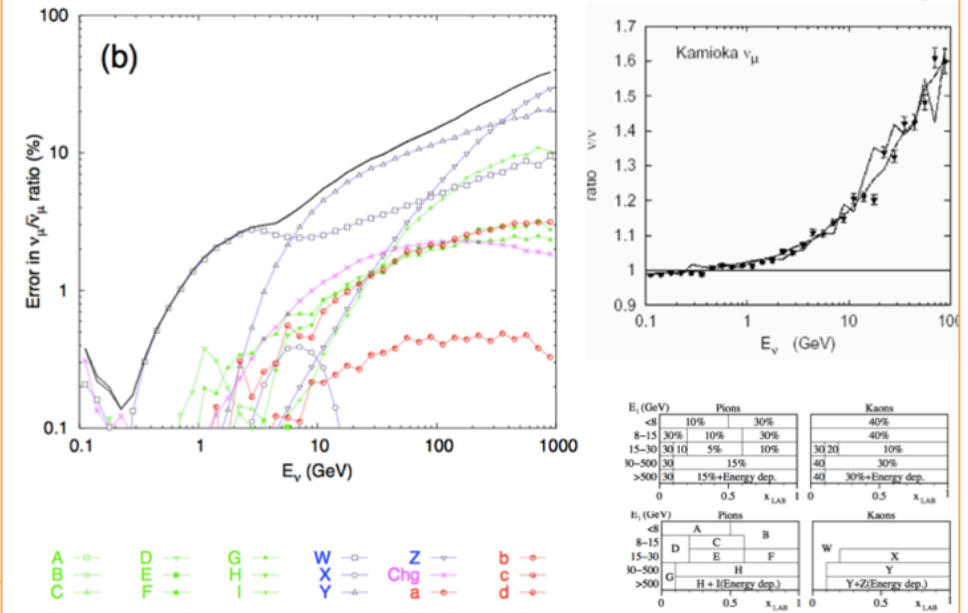 (b)
100
10
1
0.1
Error in νμ/ν̄μ ratio (%)
0.1 1 10 100 1000
Eν (GeV)
Kamioka νμ
1.7
1.6
1.5
1.4
1.3
1.2
1.1
1
0.9
ratio ν/ν
0.1 1 10 100
Eν (GeV)
A D G W Z b
B E H X Chg c
C F I Y a d
Ei (GeV) Pions Kaons
<8 10% 30% 40%
8-15 30% 10% 30% 40%
15-30 30 10 5% 10% 30 20 10%
30-500 30 15% 40 30%
>500 30 15%+Energy dep. 40 30%+Energy dep.
0 0.5 xLAB 1 0 0.5 xLAB 1
Ei (GeV) Pions Kaons
<8 A B
8-15 D C W
15-30 E F X
30-500 G H Y
>500 H + I(Energy dep.) Y+Z(Energy dep.)
0 0.5 xLAB 1 0 0.5 xLAB 1